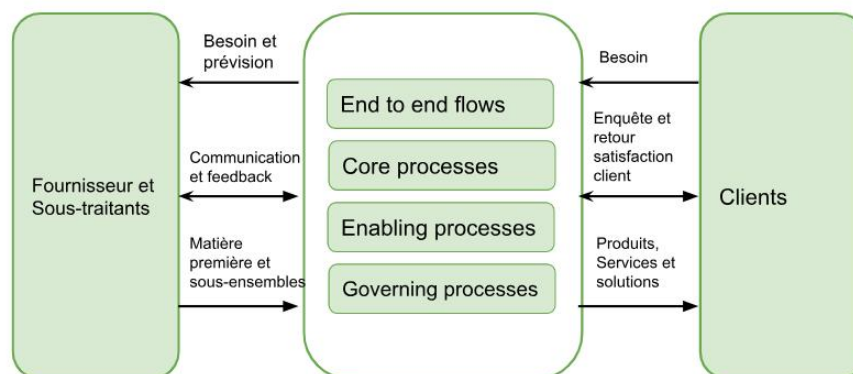 Fournisseur et
Sous-traitants
Besoin et
prévision
Communication
et feedback
Matière
première et
sous-ensembles
End to end flows
Core processes
Enabling processes
Governing processes
Besoin
Enquête et
retour
satisfaction
client
Produits,
Services et
solutions
Clients